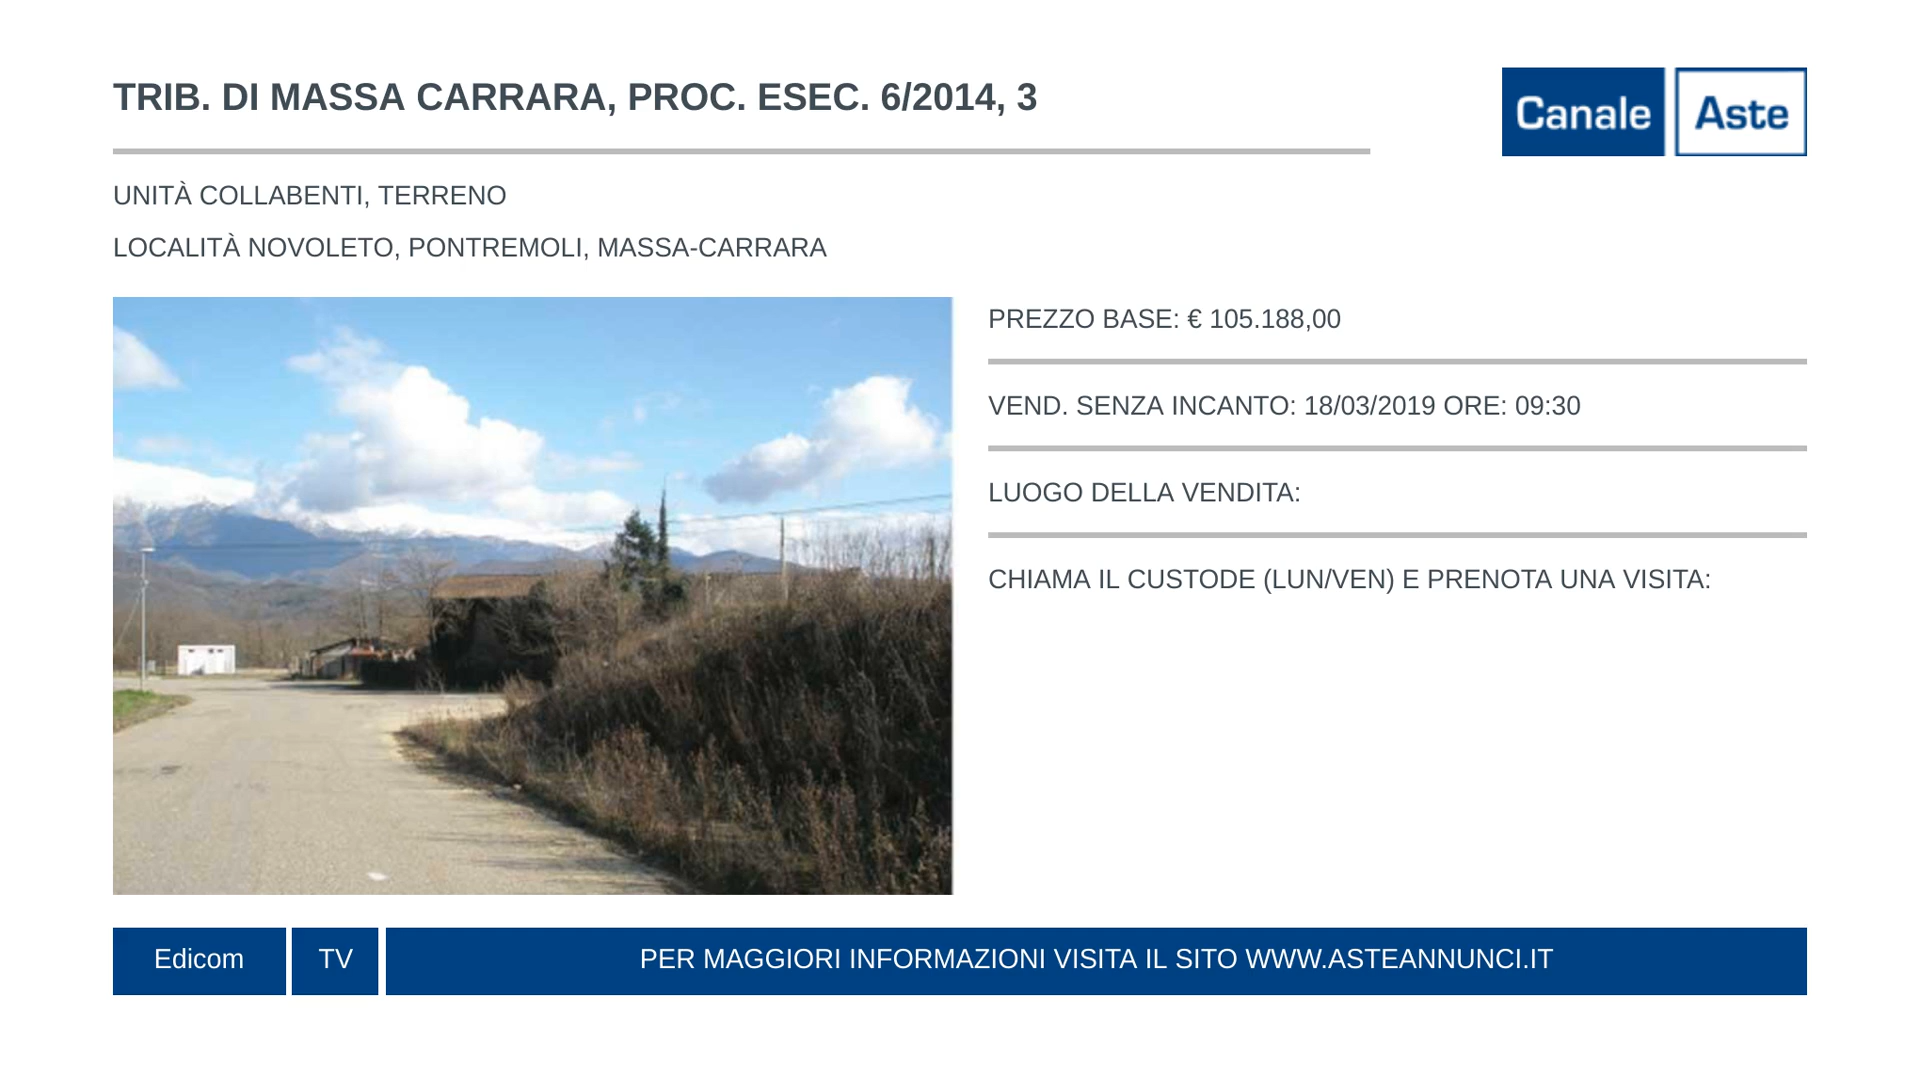 TRIB. DI MASSA CARRARA, PROC. ESEC. 6/2014, 3
Canale Aste
UNITÀ COLLABENTI, TERRENO
LOCALITÀ NOVOLETO, PONTREMOLI, MASSA-CARRARA
PREZZO BASE: € 105.188,00
VEND. SENZA INCANTO: 18/03/2019 ORE: 09:30
LUOGO DELLA VENDITA:
CHIAMA IL CUSTODE (LUN/VEN) E PRENOTA UNA VISITA:
Edicom TV PER MAGGIORI INFORMAZIONI VISITA IL SITO WWW.ASTEANNUNCI.IT